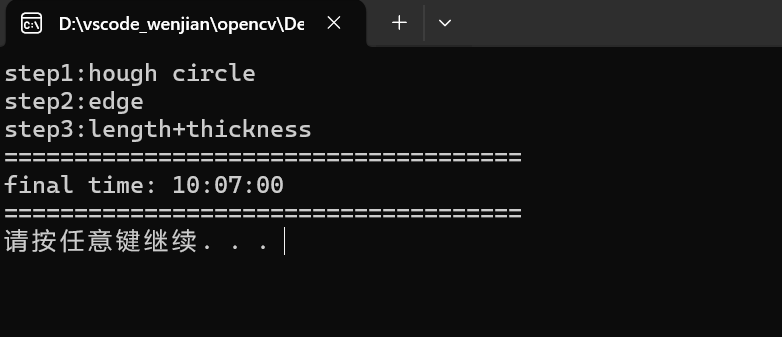 D:\vscode_wenjian\opencv\De
step1:hough circle
step2:edge
step3:length+thickness
=====================================
final time: 10:07:00
=====================================
请按任意键继续. . .